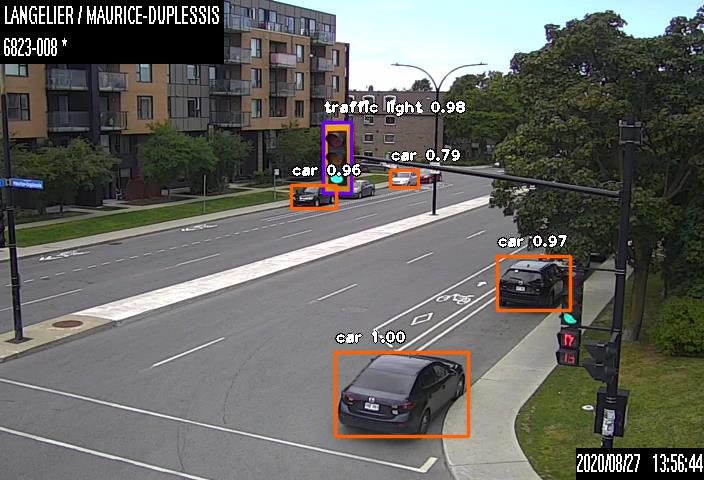 LANGELIER / MAURICE-DUPLESSIS
6823-008 *
traffic light 0.98
car 0.96
car 0.79
car 0.97
car 1.00
2020/08/27 13:56:44